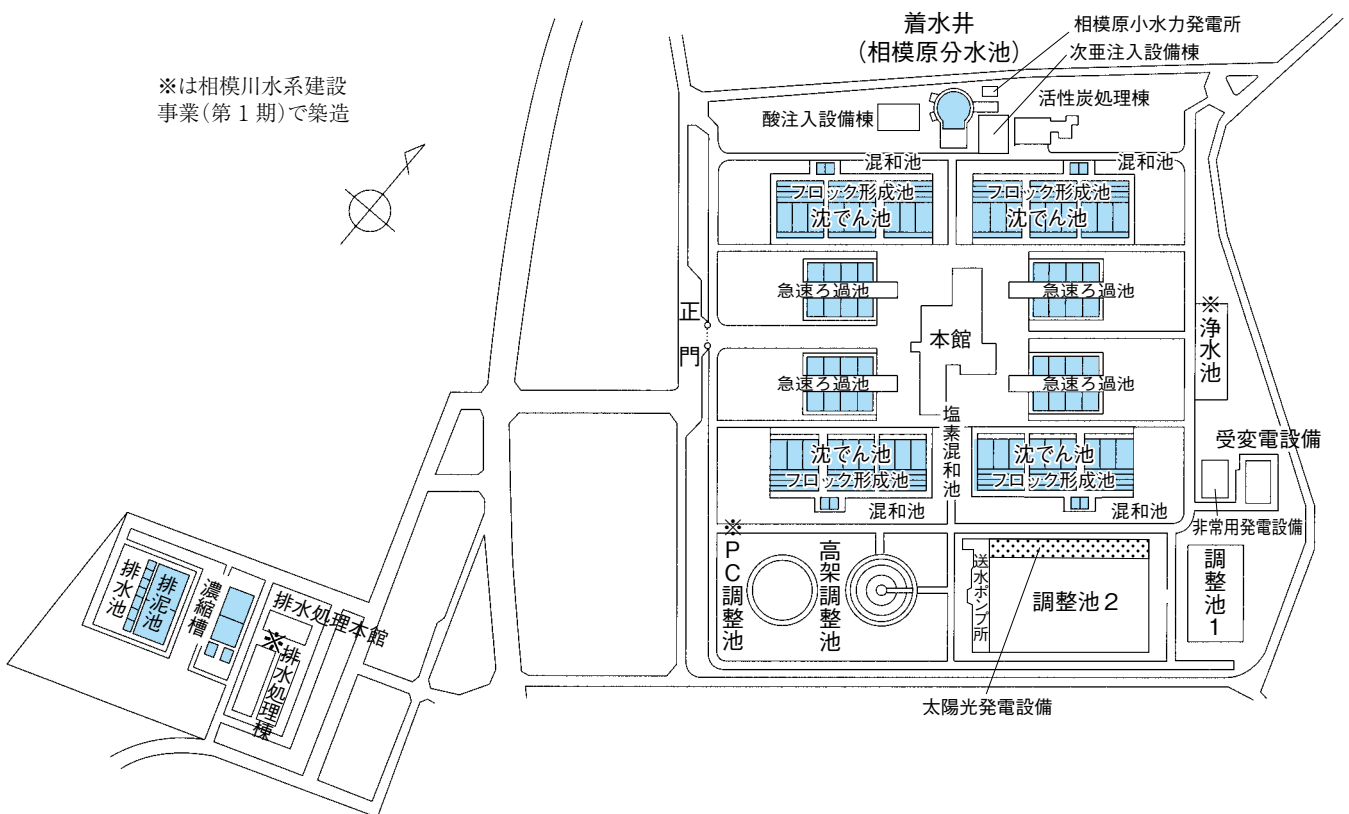 ※は相模川水系建設
事業(第1期)で築造
着水井
(相模原分水池)
相模原小水力発電所
次亜注入設備棟
活性炭処理棟
酸注入設備棟
混和池
混和池
フロック形成池
沈でん池
フロック形成池
沈でん池
急速ろ過池
急速ろ過池
正門
本館
※浄水池
急速ろ過池
急速ろ過池
塩素混和池
受変電設備
沈でん池
フロック形成池
沈でん池
フロック形成池
混和池
混和池
非常用発電設備
※PC調整池
高架調整池
送水ポンプ所
調整池2
調整池1
排水池
排泥池
濃縮槽
排水処理本館
※排水処理棟
太陽光発電設備